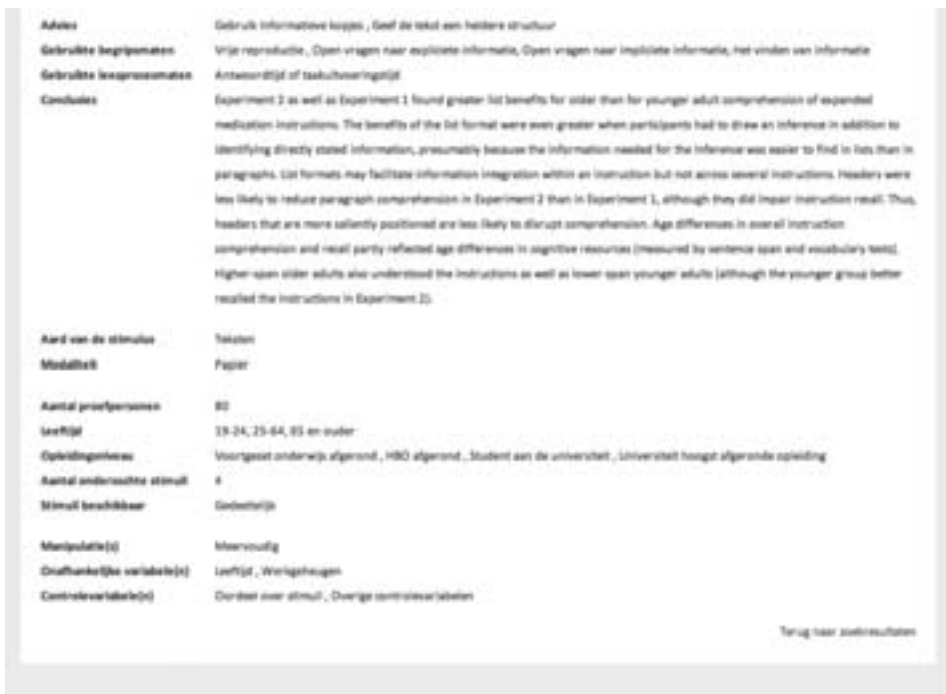 Advies Gebruik informatieve kopjes , Geef de tekst een heldere structuur
Gebruikte begripsmaten Vrije reproductie , Open vragen naar expliciete informatie, Open vragen naar impliciete informatie, Het vinden van informatie
Gebruikte leesprocesmaten Antwoordtijd of taakuitvoeringstijd
Conclusies Experiment 2 as well as Experiment 1 found greater list benefits for older than for younger adult comprehension of expanded
medication instructions. The benefits of the list format were even greater when participants had to draw an inference in addition to
identifying directly stated information, presumably because the information needed for the inference was easier to find in lists than in
paragraphs. List formats may facilitate information integration within an instruction but not across several instructions. Headers were
less likely to reduce paragraph comprehension in Experiment 2 than in Experiment 1, although they did impair instruction recall. Thus,
headers that are more saliently positioned are less likely to disrupt comprehension. Age differences in overall instruction
comprehension and recall partly reflected age differences in cognitive resources (measured by sentence span and vocabulary tests).
Higher-span older adults also understood the instructions as well as lower-span younger adults (although the younger group better
recalled the instructions in Experiment 2).
Aard van de stimulus Teksten
Modaliteit Papier
Aantal proefpersonen 80
Leeftijd 19-24, 25-64, 65 en ouder
Opleidingsniveau Voortgezet onderwijs afgerond , HBO afgerond , Student aan de universiteit , Universiteit hoogst afgeronde opleiding
Aantal onderzochte stimuli 4
Stimuli beschikbaar Gedeeltelijk
Manipulatie(s) Meervoudig
Onafhankelijke variabele(n) Leeftijd , Werkgeheugen
Controlevariabele(n) Oordeel over stimuli , Overige controlevariabelen
Terug naar zoekresultaten